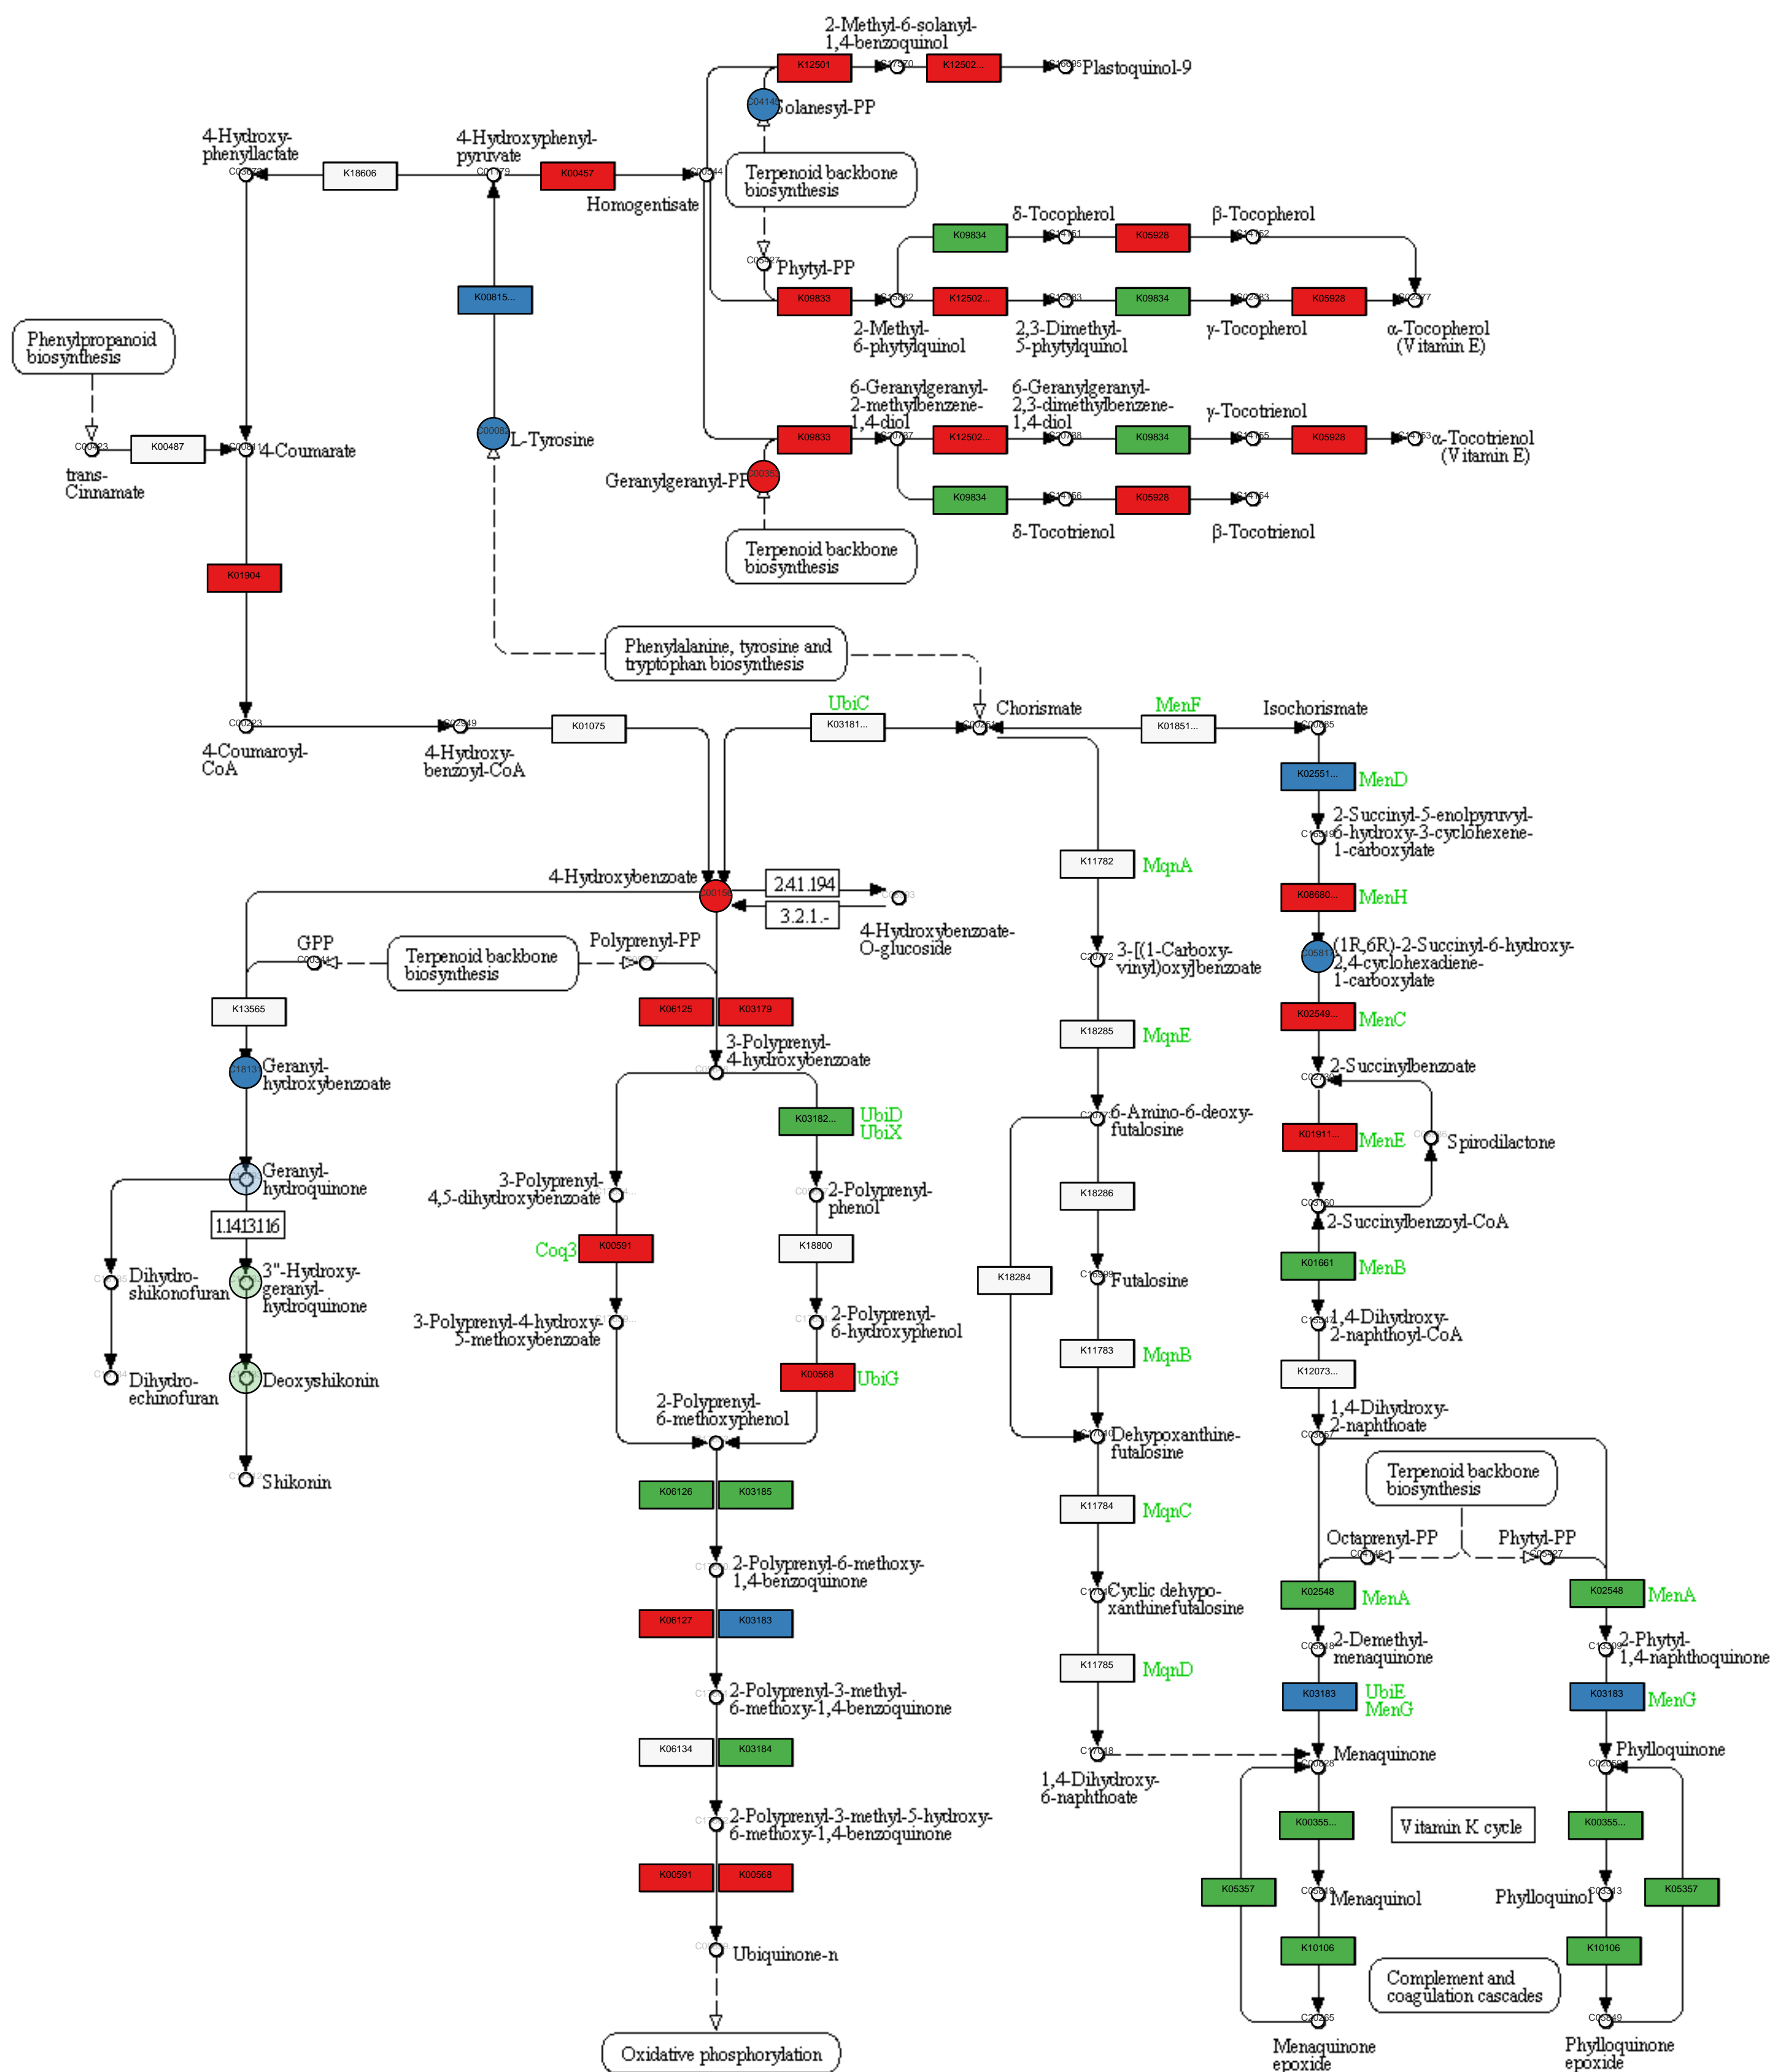 2-Methyl-6-solanyl-
1,4-benzoquinol
K12501
K12502...
Plastoquinol-9
Solanesyl-PP
4-Hydroxy-
phenyllactate
4-Hydroxyphenyl-
pyruvate
K18606
K00457
Homogentisate
Terpenoid backbone
biosynthesis
δ-Tocopherol
β-Tocopherol
K09834
K05928
Phytyl-PP
K00815...
K09833
K12502...
K09834
K05928
2-Methyl-
6-phytylquinol
2,3-Dimethyl-
5-phytylquinol
γ-Tocopherol
α-Tocopherol
(Vitamin E)
Phenylpropanoid
biosynthesis
6-Geranylgeranyl-
2-methylbenzene-
1,4-diol
6-Geranylgeranyl-
2,3-dimethylbenzene-
1,4-diol
γ-Tocotrienol
L-Tyrosine
K09833
K12502...
K09834
K05928
α-Tocotrienol
(Vitamin E)
K00487
4-Coumarate
trans-
Cinnamate
Geranylgeranyl-PP
K09834
K05928
δ-Tocotrienol
β-Tocotrienol
Terpenoid backbone
biosynthesis
K01904
Phenylalanine, tyrosine and
tryptophan biosynthesis
UbiC
Chorismate
MenF
Isochorismate
K01075
K03181...
K01851...
4-Coumaroyl-
CoA
4-Hydroxy-
benzoyl-CoA
K02551...
MenD
2-Succinyl-5-enolpyruvyl-
6-hydroxy-3-cyclohexene-
1-carboxylate
K11782
MqnA
4-Hydroxybenzoate
2.4.1.194
3.2.1.-
4-Hydroxybenzoate-
O-glucoside
K08680...
MenH
GPP
Terpenoid backbone
biosynthesis
Polyprenyl-PP
3-[(1-Carboxy-
vinyl)oxy]benzoate
(1R,6R)-2-Succinyl-6-hydroxy-
2,4-cyclohexadiene-
1-carboxylate
K13565
K06125
K03179
K18285
MqnE
K02549...
MenC
3-Polyprenyl-
4-hydroxybenzoate
Geranyl-
hydroxybenzoate
2-Succinylbenzoate
K03182...
UbiD
UbiX
6-Amino-6-deoxy-
futalosine
K01911...
MenE
Spirodilactone
Geranyl-
hydroquinone
3-Polyprenyl-
4,5-dihydroxybenzoate
2-Polyprenyl-
phenol
K18286
2-Succinylbenzoyl-CoA
1.14.13.116
Coq3
K00591
K18800
K01661
MenB
Dihydro-
shikonofuran
3"-Hydroxy-
geranyl-
hydroquinone
K18284
Futalosine
3-Polyprenyl-4-hydroxy-
5-methoxybenzoate
2-Polyprenyl-
6-hydroxyphenol
1,4-Dihydroxy-
2-naphthoyl-CoA
K11783
MqnB
K12073...
Dihydro-
echinofuran
Deoxyshikonin
K00568
UbiG
2-Polyprenyl-
6-methoxyphenol
1,4-Dihydroxy-
2-naphthoate
Dehypoxanthine-
futalosine
Shikonin
Terpenoid backbone
biosynthesis
K06126
K03185
K11784
MqnC
Octaprenyl-PP
Phytyl-PP
2-Polyprenyl-6-methoxy-
1,4-benzoquinone
Cyclic dehypo-
xanthinefutalosine
K02548
MenA
K02548
MenA
K06127
K03183
2-Demethyl-
menaquinone
2-Phytyl-
1,4-naphthoquinone
K11785
MqnD
2-Polyprenyl-3-methyl-
6-methoxy-1,4-benzoquinone
K03183
UbiE
MenG
K03183
MenG
K06134
K03184
C17018
Menaquinone
Phylloquinone
1,4-Dihydroxy-
6-naphthoate
2-Polyprenyl-3-methyl-5-hydroxy-
6-methoxy-1,4-benzoquinone
K00355...
Vitamin K cycle
K00355...
K00591
K00568
K05357
Menaquinol
Phylloquinol
K05357
Ubiquinone-n
K10106
K10106
Complement and
coagulation cascades
Oxidative phosphorylation
Menaquinone
epoxide
Phylloquinone
epoxide